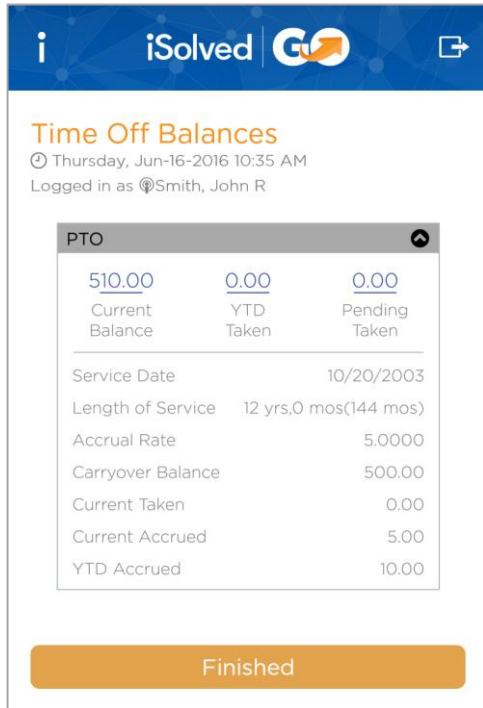 i iSolved GO
Time Off Balances
Thursday, Jun-16-2016 10:35 AM
Logged in as Smith, John R
PTO
510.00 0.00 0.00
Current YTD Pending
Balance Taken Taken
Service Date 10/20/2003
Length of Service 12 yrs,0 mos(144 mos)
Accrual Rate 5.0000
Carryover Balance 500.00
Current Taken 0.00
Current Accrued 5.00
YTD Accrued 10.00
Finished